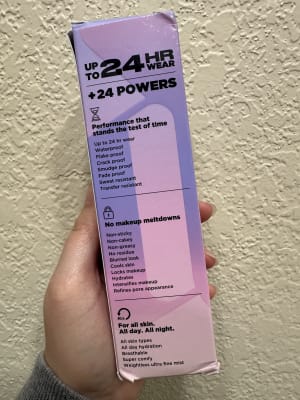 UP TO 24 HR WEAR
+24 POWERS
Performance that
stands the test of time
Up to 24 hr wear
Waterproof
Flake proof
Crack proof
Smudge proof
Fade proof
Sweat resistant
Transfer resistant
No makeup meltdowns
Non-sticky
Non-cakey
Non-greasy
No residue
Blurred look
Cools skin
Locks makeup
Hydrates
Intensifies makeup
Refines pore appearance
For all skin.
All day. All night.
All skin types
All day hydration
Breathable
Super comfy
Weightless ultra fine mist